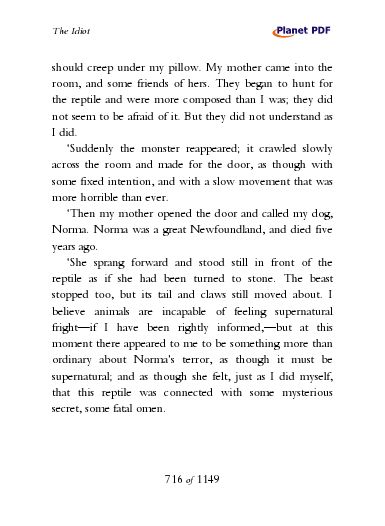 The Idiot
Planet PDF
should creep under my pillow. My mother came into the
room, and some friends of hers. They began to hunt for
the reptile and were more composed than I was; they did
not seem to be afraid of it. But they did not understand as
I did.
‘Suddenly the monster reappeared; it crawled slowly
across the room and made for the door, as though with
some fixed intention, and with a slow movement that was
more horrible than ever.
‘Then my mother opened the door and called my dog,
Norma. Norma was a great Newfoundland, and died five
years ago.
‘She sprang forward and stood still in front of the
reptile as if she had been turned to stone. The beast
stopped too, but its tail and claws still moved about. I
believe animals are incapable of feeling supernatural
fright—if I have been rightly informed,—but at this
moment there appeared to me to be something more than
ordinary about Norma’s terror, as though it must be
supernatural; and as though she felt, just as I did myself,
that this reptile was connected with some mysterious
secret, some fatal omen.
716 of 1149